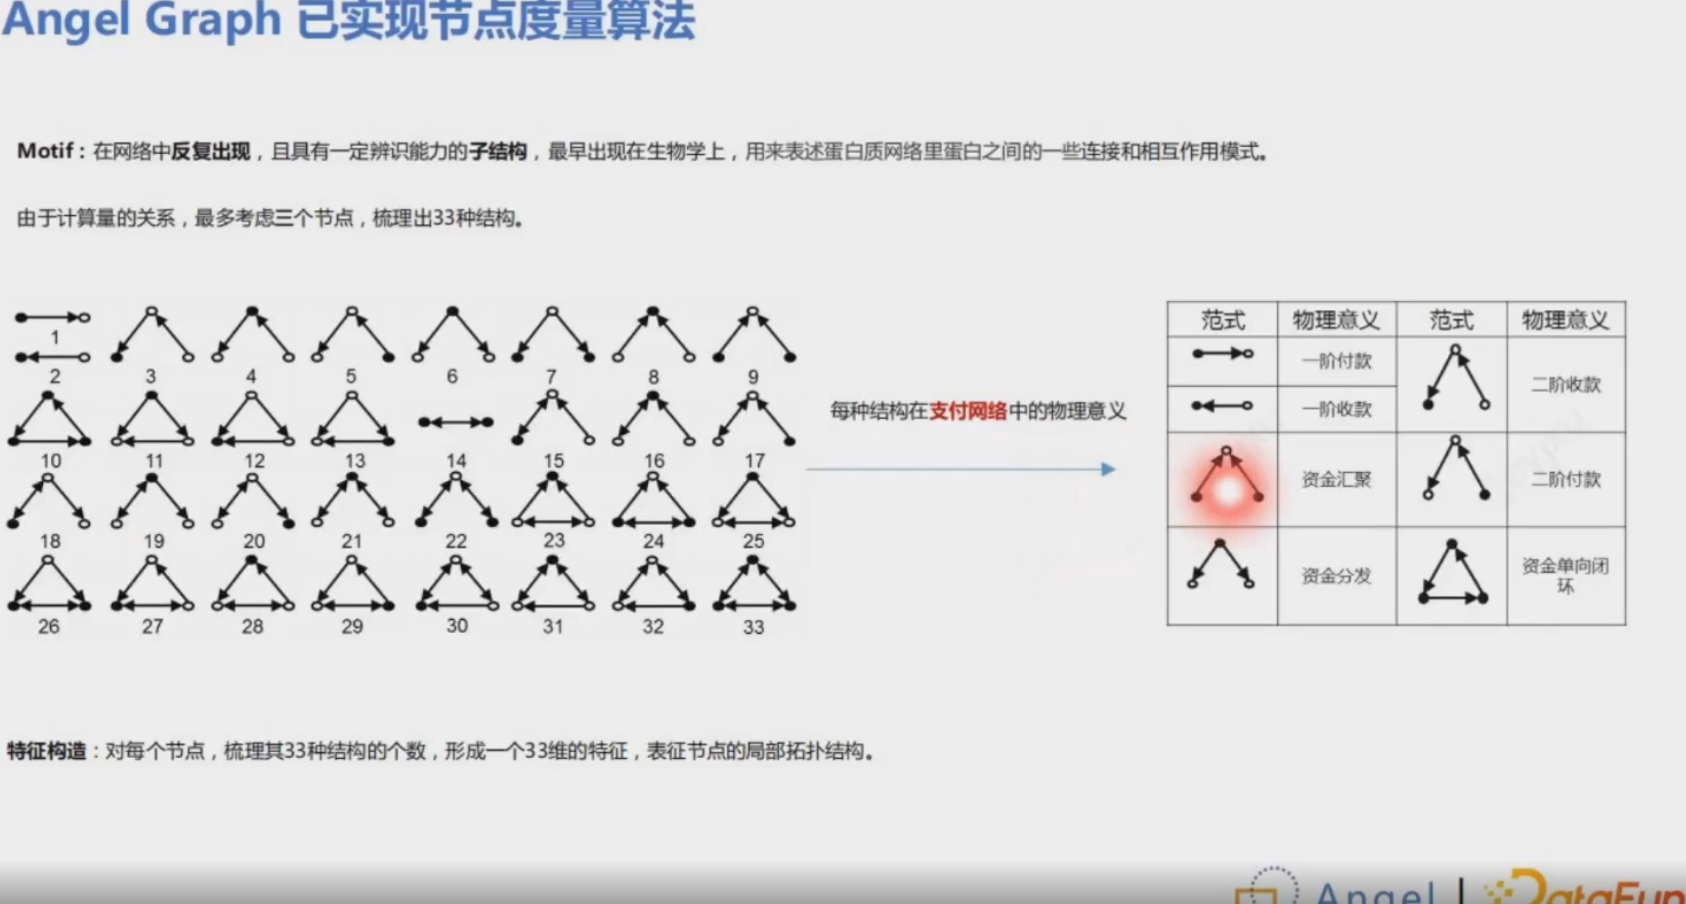 Angel Graph 已实现节点度量算法
Motif：在网络中反复出现，且具有一定辨识能力的子结构，最早出现在生物学上，用来表述蛋白质网络里蛋白之间的一些连接和相互作用模式。
由于计算量的关系，最多考虑三个节点，梳理出33种结构。
1
2 3 4 5 6 7 8 9
10 11 12 13 14 15 16 17
18 19 20 21 22 23 24 25
26 27 28 29 30 31 32 33
每种结构在支付网络中的物理意义
范式 物理意义 范式 物理意义
一阶付款
二阶收款
一阶收款
资金汇聚 二阶付款
资金分发 资金单向闭
环
特征构造：对每个节点，梳理其33种结构的个数，形成一个33维的特征，表征节点的局部拓扑结构。
Angel | DataFun